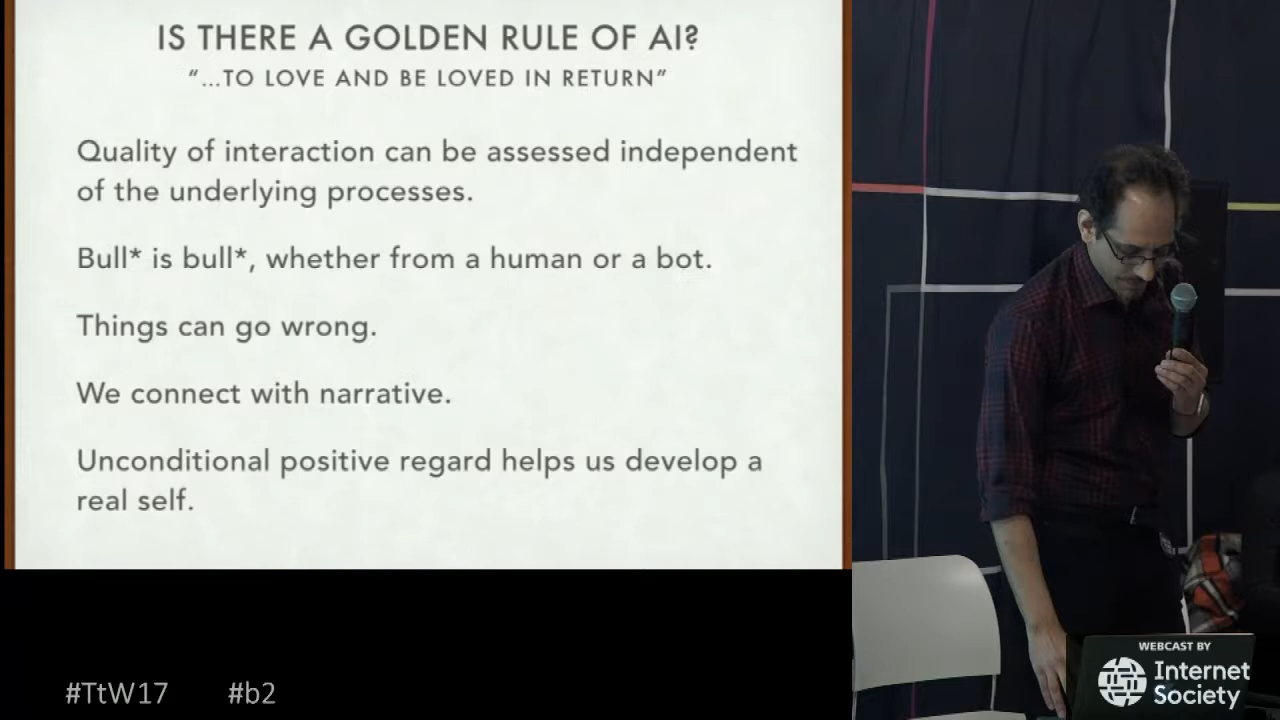 IS THERE A GOLDEN RULE OF AI?
“...TO LOVE AND BE LOVED IN RETURN”
Quality of interaction can be assessed independent
of the underlying processes.
Bull* is bull*, whether from a human or a bot.
Things can go wrong.
We connect with narrative.
Unconditional positive regard helps us develop a
real self.
#TtW17 #b2
WEBCAST BY
Internet
Society